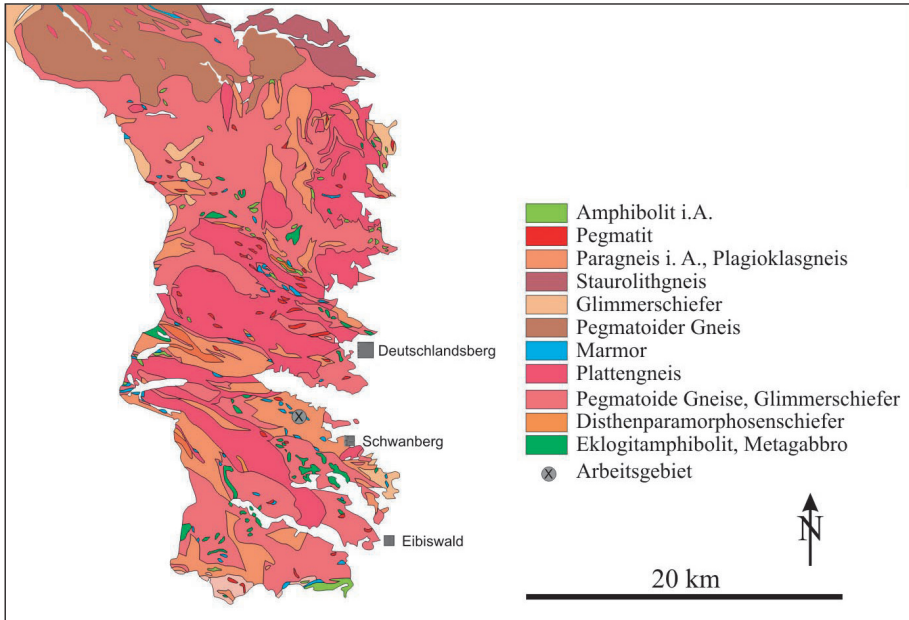 Amphibolit i.A.
Pegmatit
Paragneis i. A., Plagioklasgneis
Staurolithgneis
Glimmerschiefer
Pegmatoider Gneis
Marmor
Plattengneis
Pegmatoide Gneise, Glimmerschiefer
Disthenparamorphosenschiefer
Eklogitamphibolit, Metagabbro
X Arbeitsgebiet
Deutschlandsberg
X
Schwanberg
Eibiswald
N
20 km